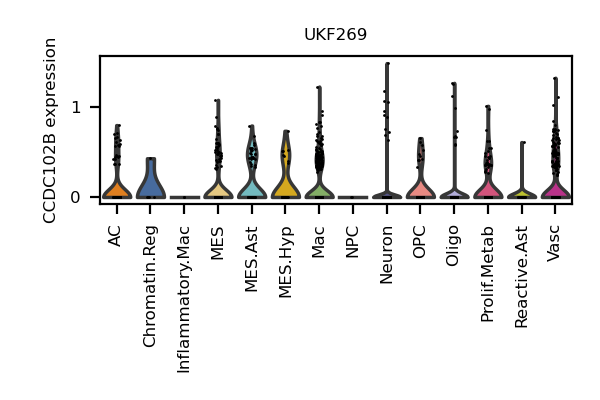 UKF269
CCDC102B expression
1
0
AC
Chromatin.Reg
Inflammatory.Mac
MES
MES.Ast
MES.Hyp
Mac
NPC
Neuron
OPC
Oligo
Prolif.Metab
Reactive.Ast
Vasc